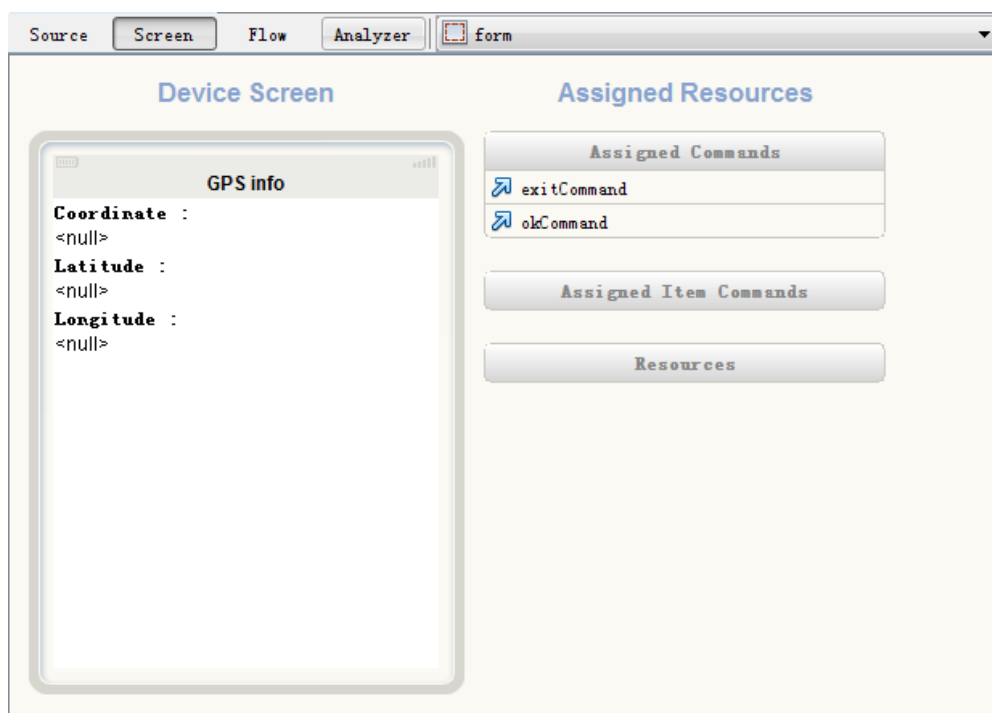 Source Screen Flow Analyzer form
Device Screen
GPS info
Coordinate :
<null>
Latitude :
<null>
Longitude :
<null>
Assigned Resources
Assigned Commands
exitCommand
okCommand
Assigned Item Commands
Resources